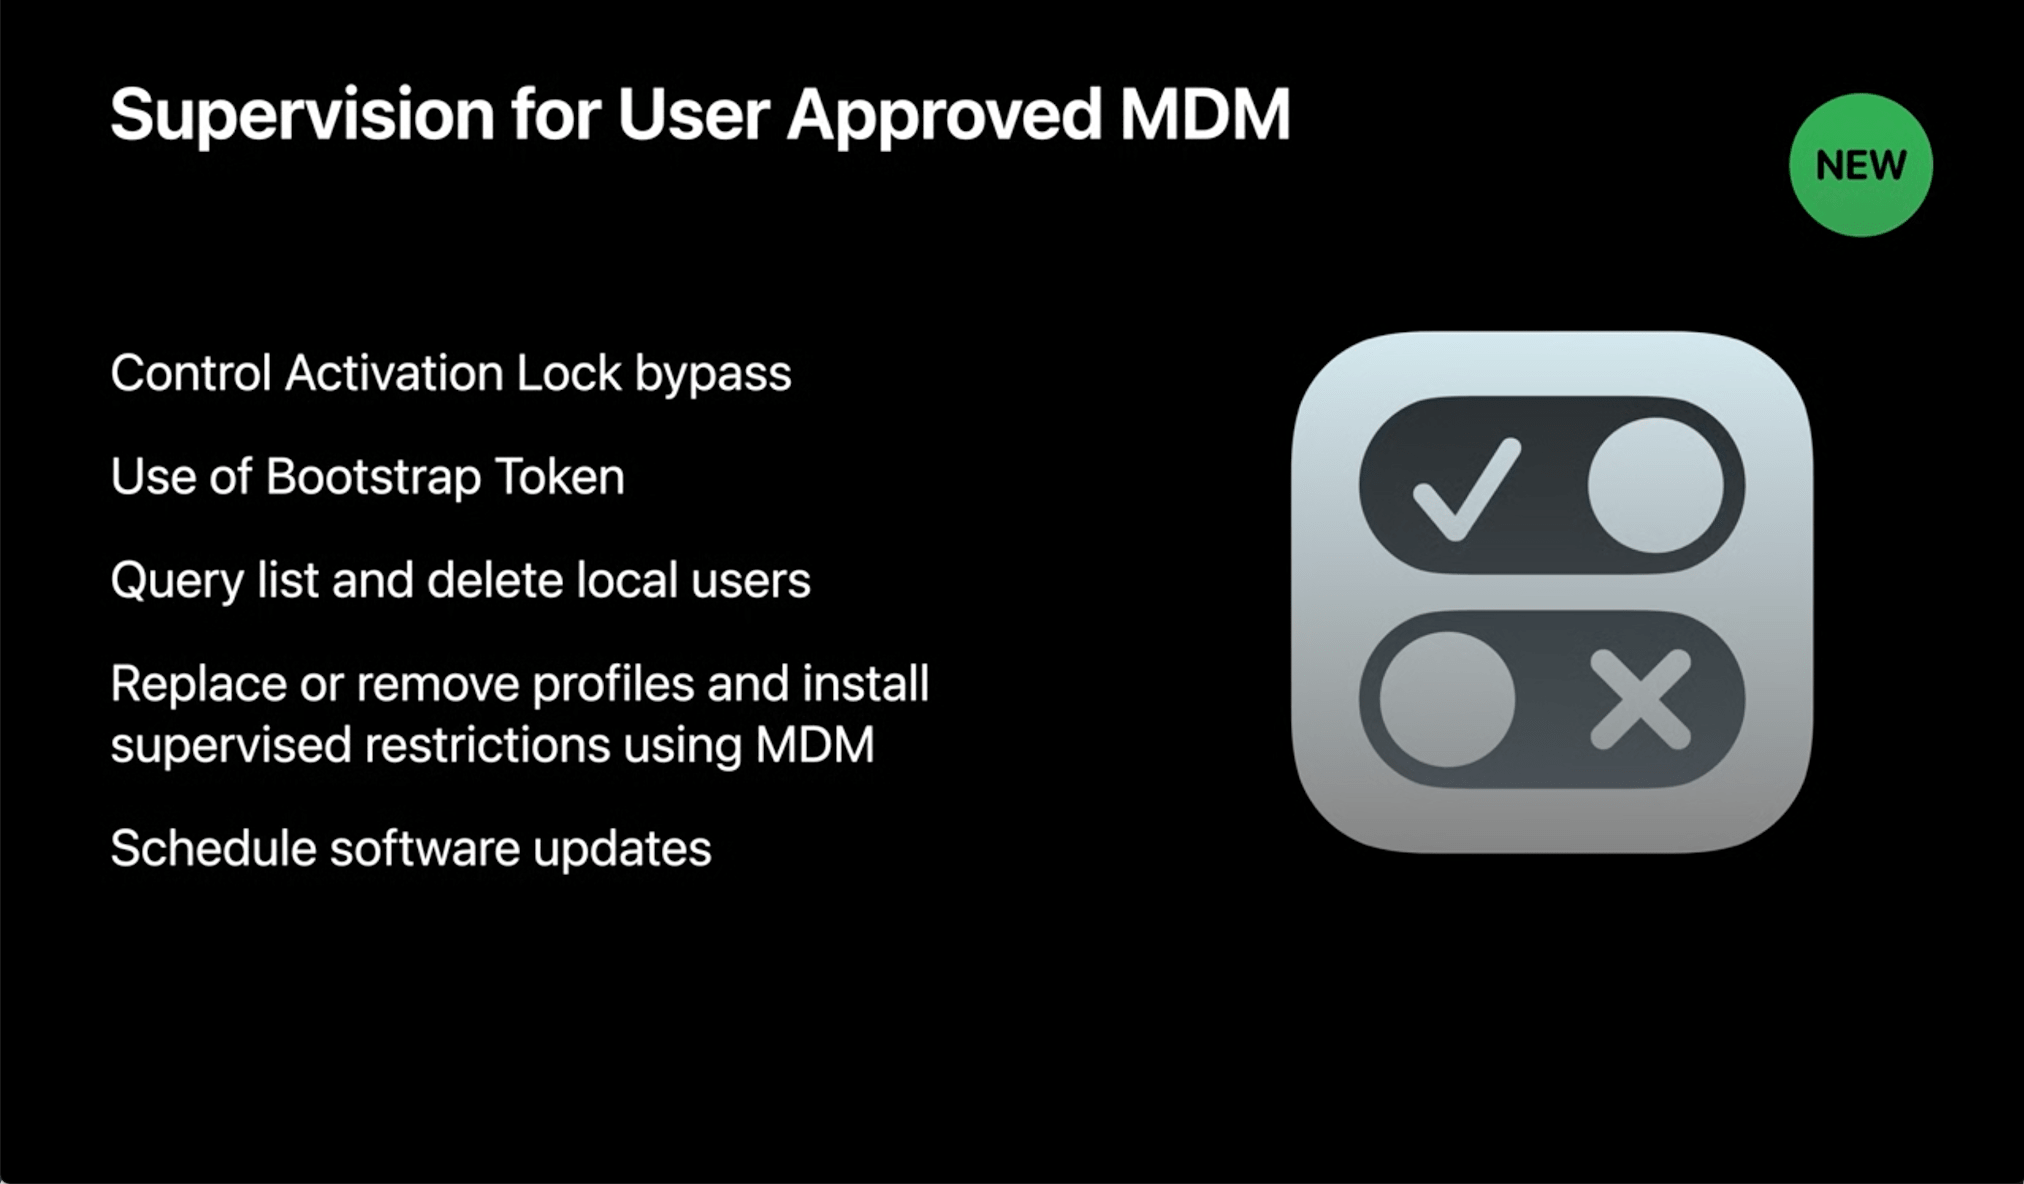 Supervision for User Approved MDM
NEW
Control Activation Lock bypass
Use of Bootstrap Token
Query list and delete local users
Replace or remove profiles and install
supervised restrictions using MDM
Schedule software updates